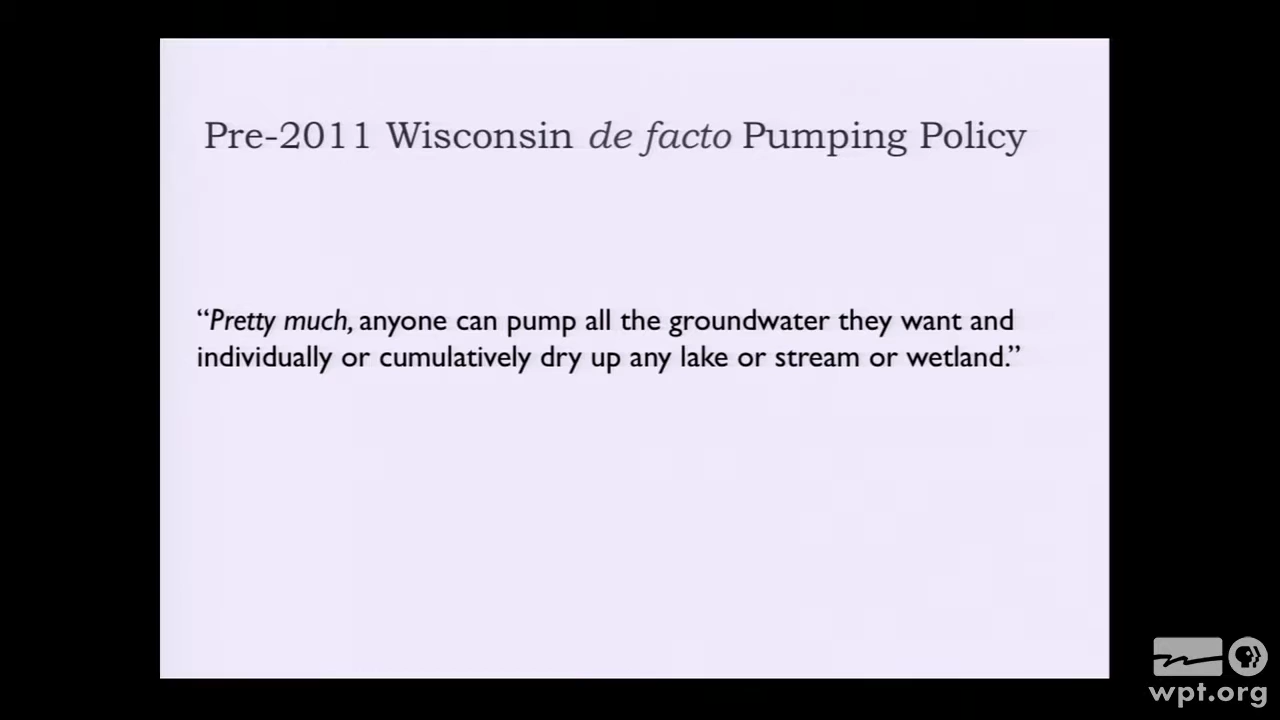 Pre-2011 Wisconsin de facto Pumping Policy
“Pretty much, anyone can pump all the groundwater they want and
individually or cumulatively dry up any lake or stream or wetland.”
wpt.org